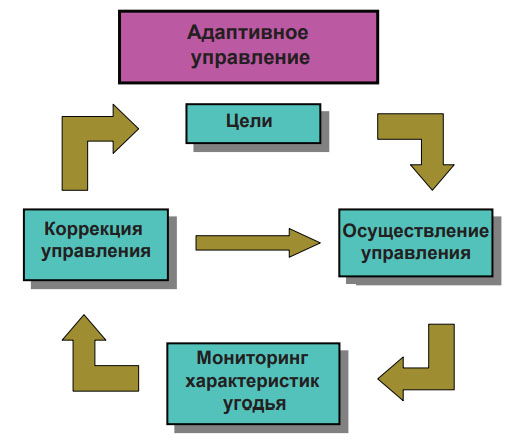 Адаптивное
управление
Цели
Коррекция
управления
Осуществление
управления
Мониторинг
характеристик
угодья